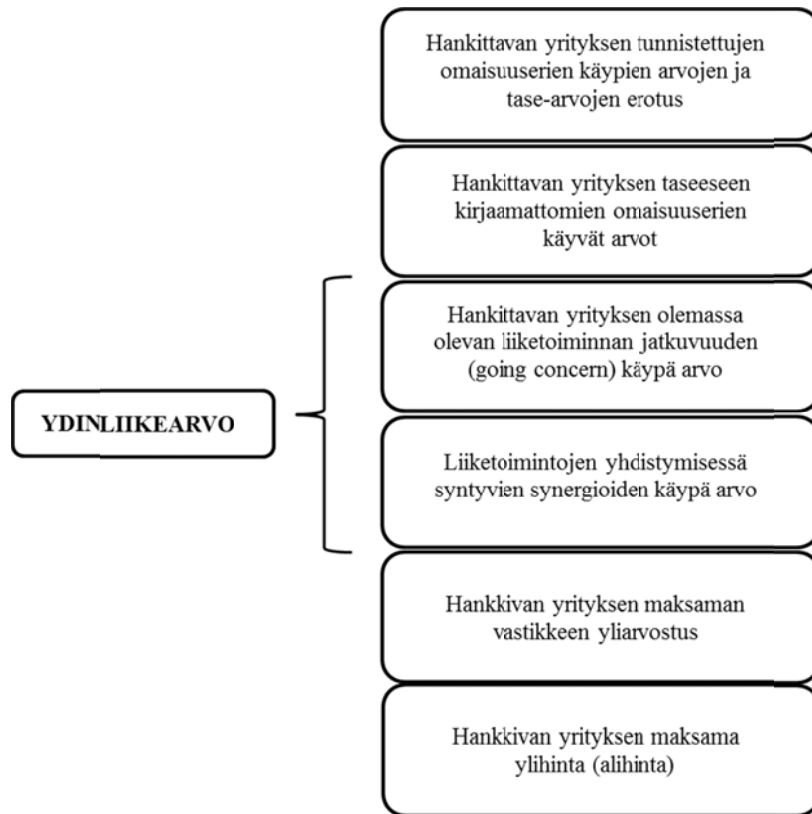 Hankittavan yrityksen tunnistettujen
omaisuuserien käypien arvojen ja
tase-arvojen erotus
Hankittavan yrityksen taseeseen
kirjaamattomien omaisuuserien
käyvät arvot
Hankittavan yrityksen olemassa
olevan liiketoiminnan jatkuvuuden
(going concern) käypä arvo
YDINLIIKEARVO
Liiketoimintojen yhdistymisessä
syntyvien synergioiden käypä arvo
Hankkivan yrityksen maksaman
vastikkeen yliarvostus
Hankkivan yrityksen maksama
ylihinta (alihinta)